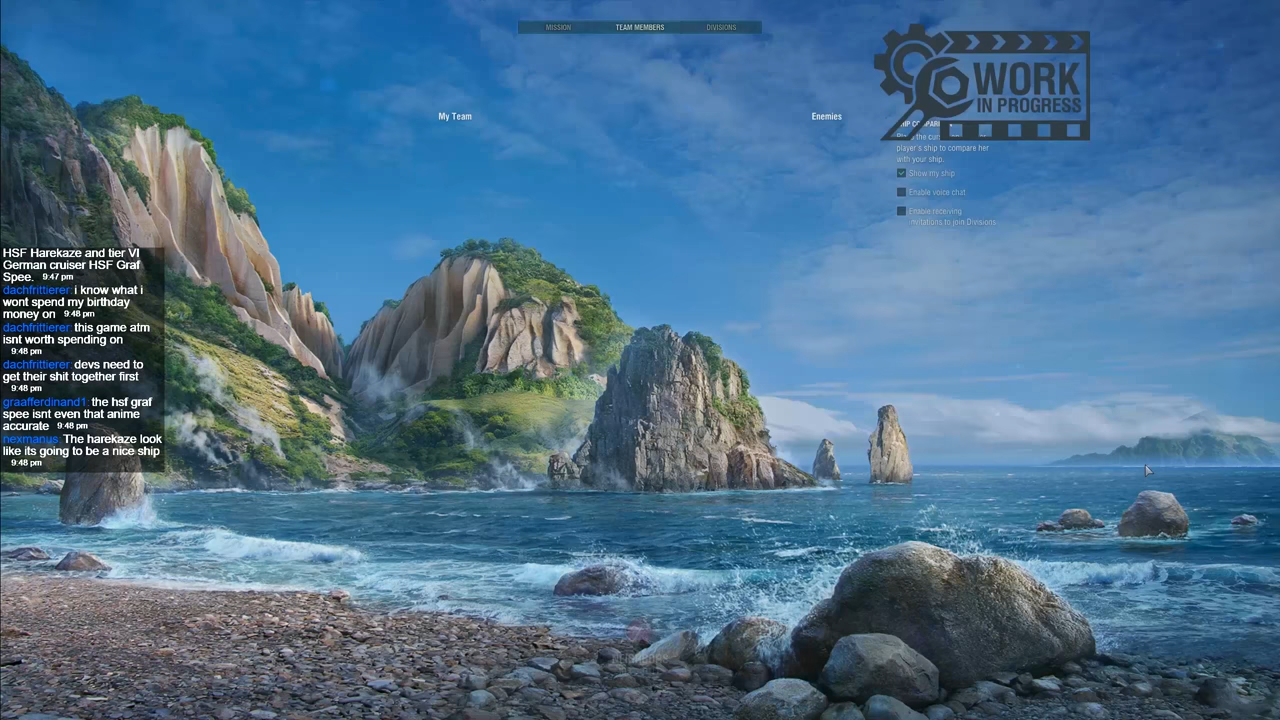 MISSION
TEAM MEMBERS
DIVISIONS
WORK
IN PROGRESS
My Team
Enemies
player's ship to compare her
with your ship.
Show my ship
Enable voice chat
Enable receiving
invitations to join Divisions
HSF Harekaze and tier VI
German cruiser HSF Graf
Spee. 9:47 pm
dachfrittierer: i know what i
wont spend my birthday
money on 9:48 pm
dachfrittierer: this game atm
isnt worth spending on
9:48 pm
dachfrittierer: devs need to
get their shit together first
9:48 pm
graafferdinand1: the hsf graf
spee isnt even that anime
accurate 9:48 pm
nexmanus: The harekaze look
like its going to be a nice ship
9:48 pm